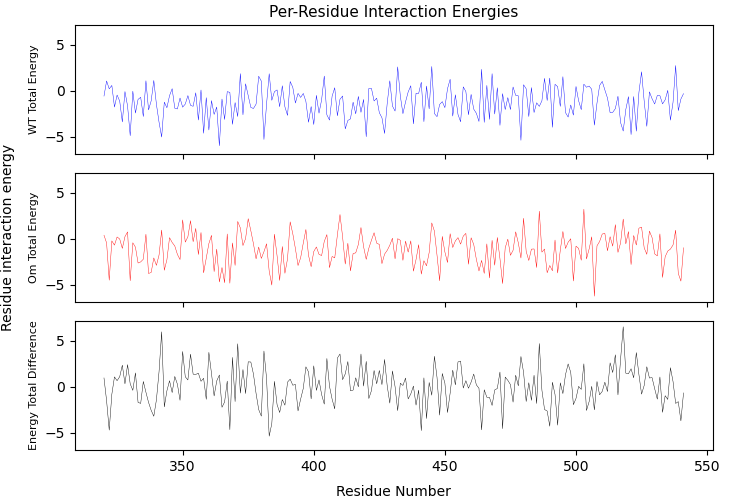 Per-Residue Interaction Energies
Residue interaction energy
WT Total Energy
5
0
−5
Om Total Energy
5
0
−5
Energy Total Difference
5
0
−5
350
400
450
500
550
Residue Number